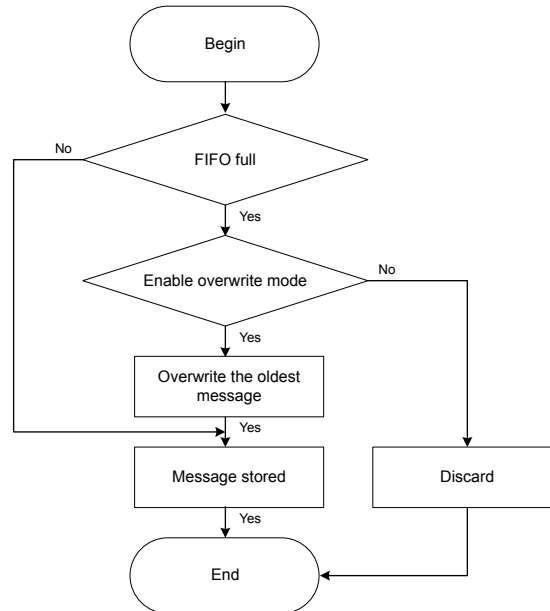 Begin
No
FIFO full
Yes
Enable overwrite mode
No
Yes
Overwrite the oldest
message
Yes
Message stored
Discard
Yes
End